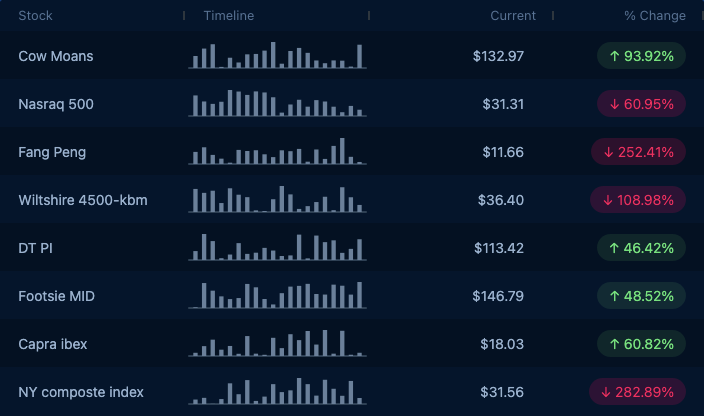 Stock Timeline Current % Change
Cow Moans $132.97 ↑ 93.92%
Nasraq 500 $31.31 ↓ 60.95%
Fang Peng $11.66 ↓ 252.41%
Wiltshire 4500-kbm $36.40 ↓ 108.98%
DT PI $113.42 ↑ 46.42%
Footsie MID $146.79 ↑ 48.52%
Capra ibex $18.03 ↑ 60.82%
NY composte index $31.56 ↓ 282.89%